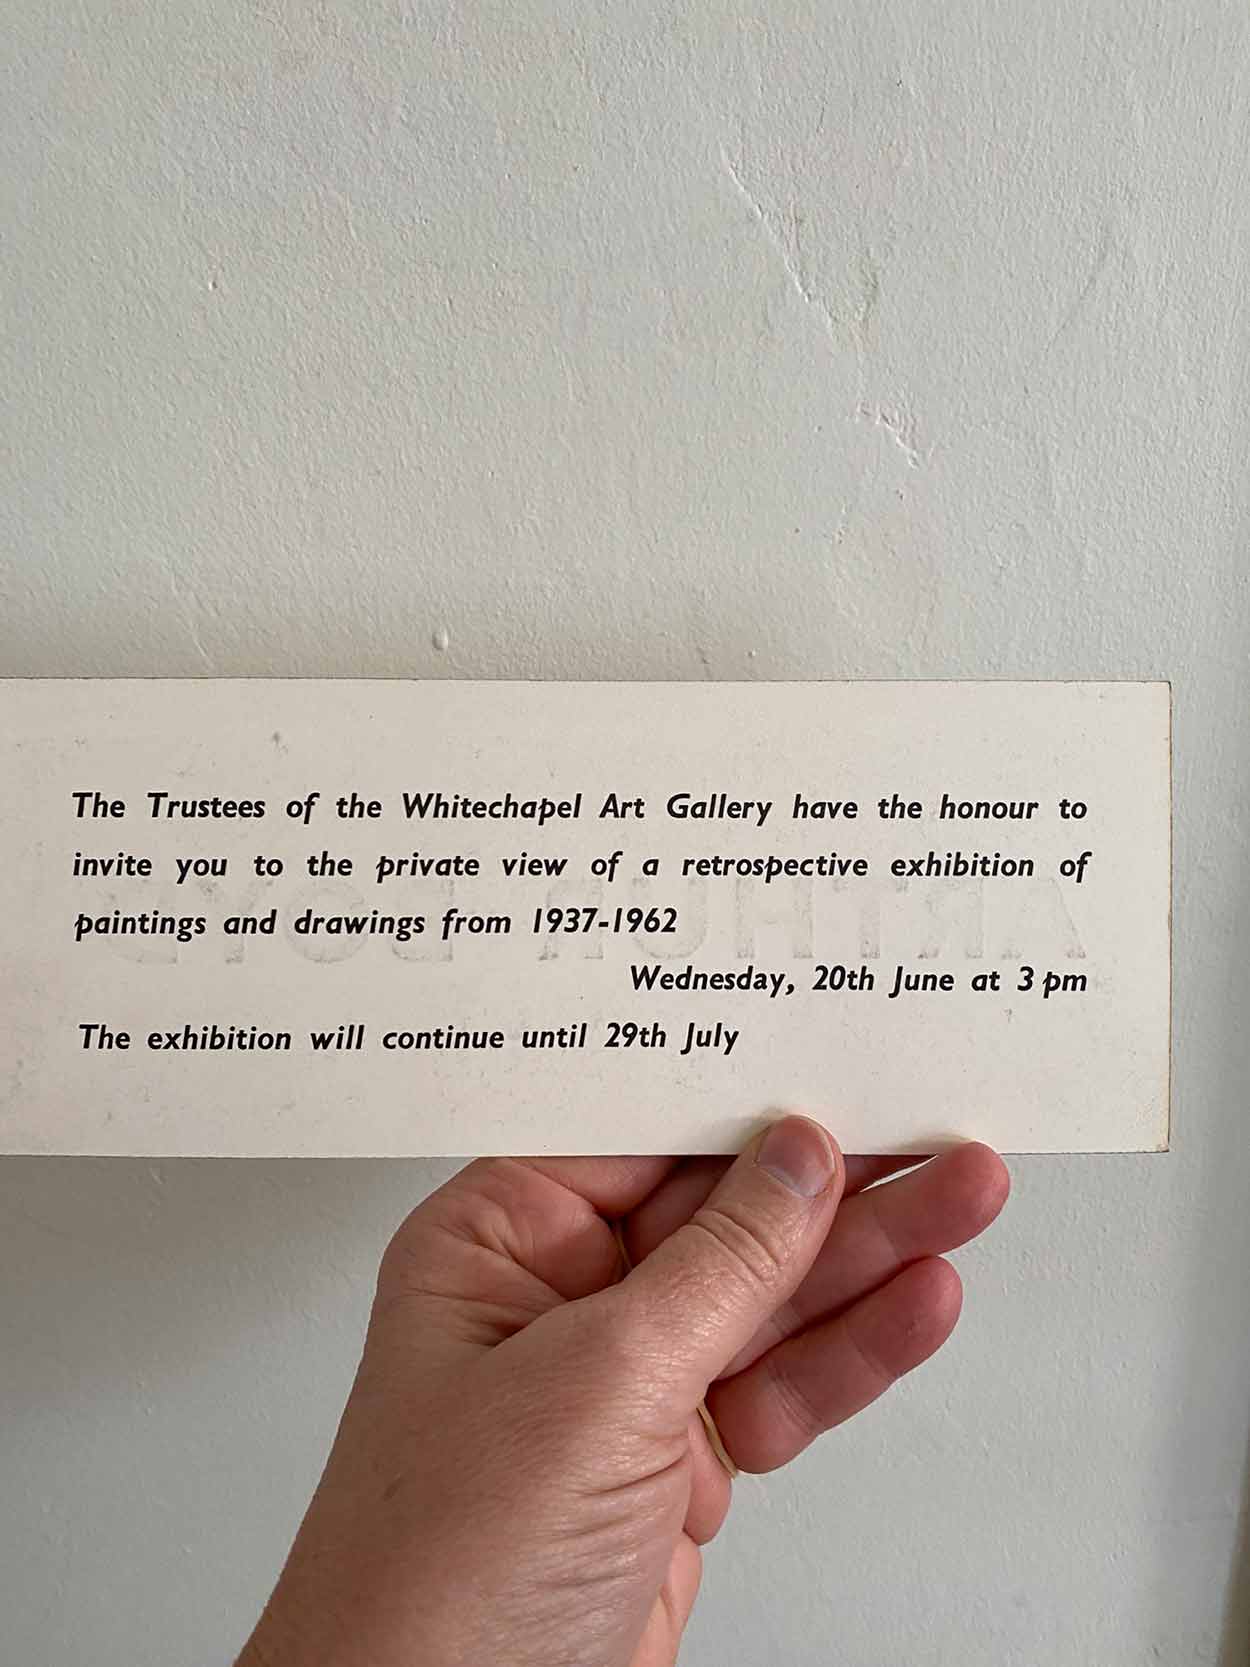 The Trustees of the Whitechapel Art Gallery have the honour to
invite you to the private view of a retrospective exhibition of
paintings and drawings from 1937-1962
Wednesday, 20th June at 3 pm
The exhibition will continue until 29th July
ARTHUR BOYD